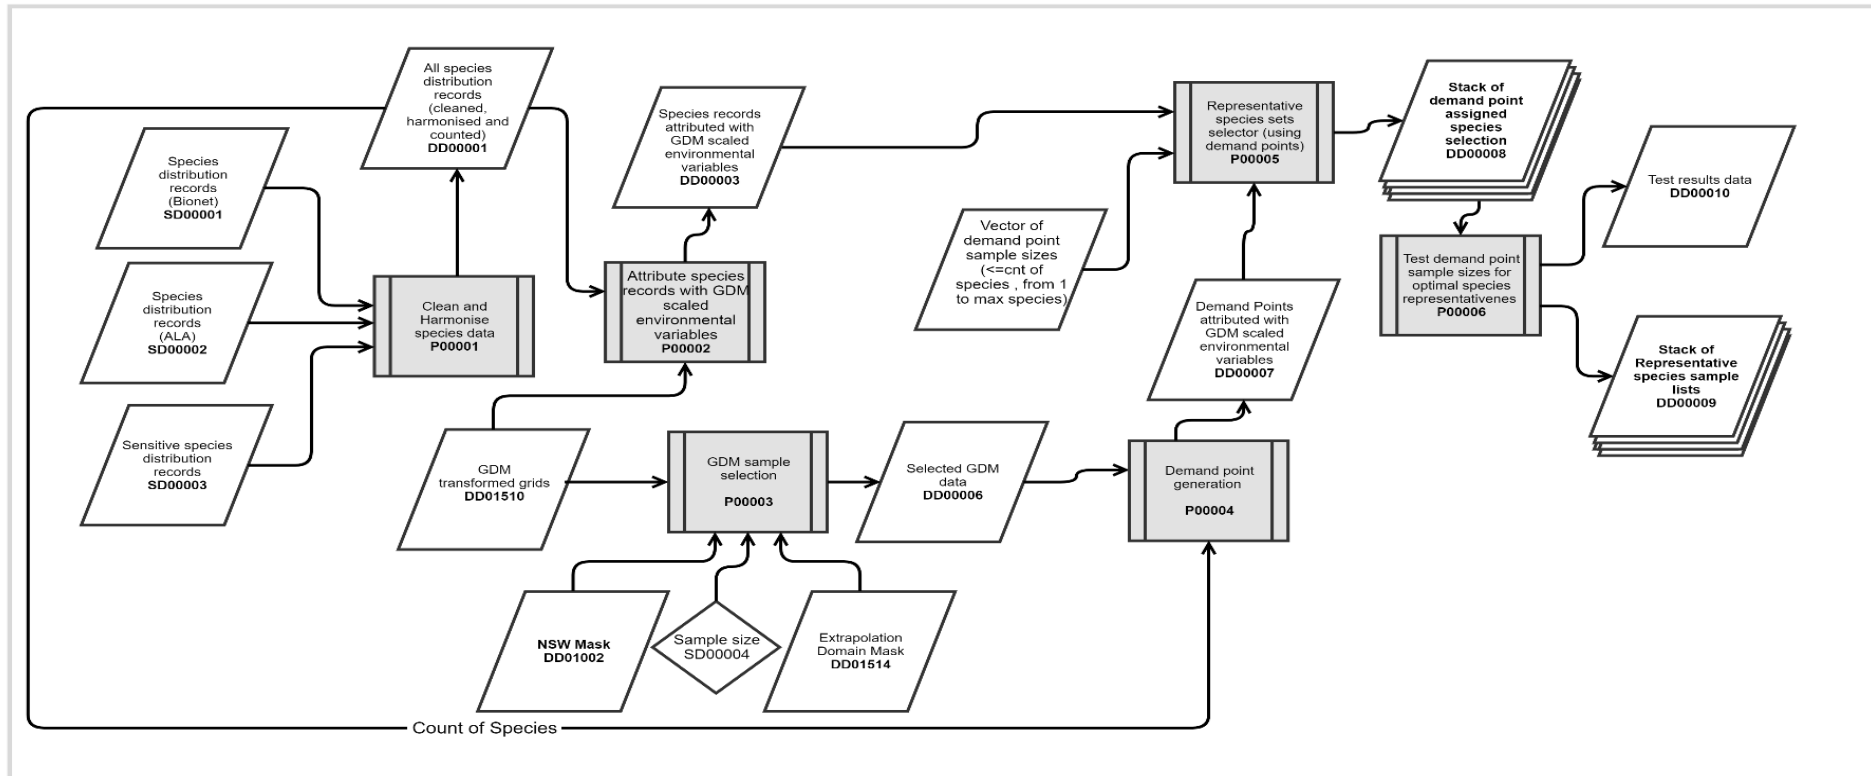 All species
distribution
records
(cleaned,
harmonised and
counted)
DD00001
Species
distribution
records
(Bionet)
SD00001
Species
distribution
records
(ALA)
SD00002
Sensitive species
distribution
records
SD00003
Clean and
Harmonise
species data
P00001
Species records
attributed with
GDM scaled
environmental
variables
DD00003
Attribute species
records with GDM
scaled
environmental
variables
P00002
GDM
transformed grids
DD01510
GDM sample
selection
P00003
NSW Mask
DD01002
Sample size
SD00004
Extrapolation
Domain Mask
DD01514
Selected GDM
data
DD00006
Vector of
demand point
sample sizes
(<=cnt of
species , from 1
to max species)
Representative
species sets
selector (using
demand points)
P00005
Demand Points
attributed with
GDM scaled
environmental
variables
DD00007
Demand point
generation
P00004
Stack of
demand point
assigned
species
selection
DD00008
Test demand point
sample sizes for
optimal species
representativenes
P00006
Test results data
DD00010
Stack of
Representative
species sample
lists
DD00009
Count of Species